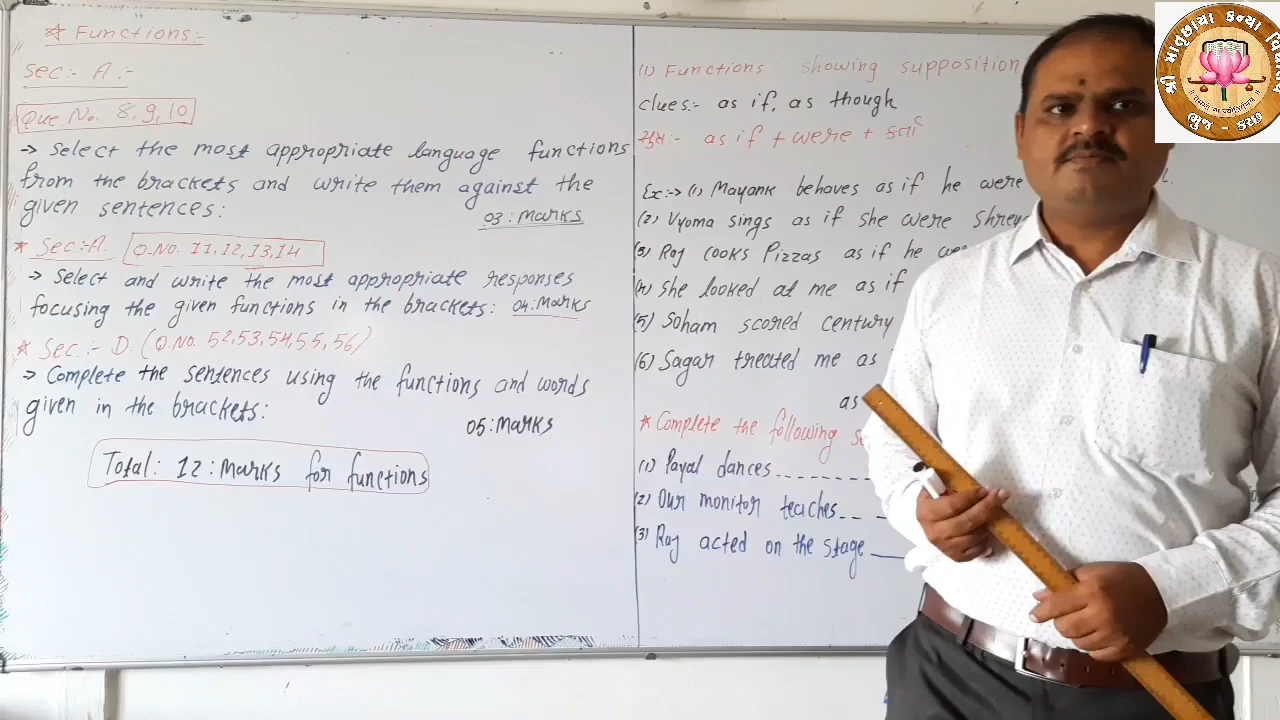 * Functions:-
Sec:- A:-
Que. No. 8,9,10
→ Select the most appropriate language functions
from the brackets and write them against the
given sentences:
03: Marks
* Sec:-A. Q.No. 11,12,13,14
→ Select and write the most appropriate responses
focusing the given functions in the brackets: 04: Marks
* Sec.:- D. (Q.No. 52,53,54,55,56)
→ Complete the sentences using the functions and words
given in the brackets:
05: Marks
Total: 12: Marks for functions
(1) Functions showing supposition
clues:- as if, as though
સુત્ર:- as if + were + કર્તા
Ex:→ (1) Mayank behaves as if he were
(2) Vyoma sings as if she were
(3) Raj cooks Pizzas as if he
(4) She looked at me as if
(5) Soham scored century
(6) Sagar treated me
as
* Complete the following
(1) Payal dances
(2) Our monitor teaches
(3) Raj acted on the stage
શ્રી માતૃછાયા કન્યા
ભુજ - કચ્છ